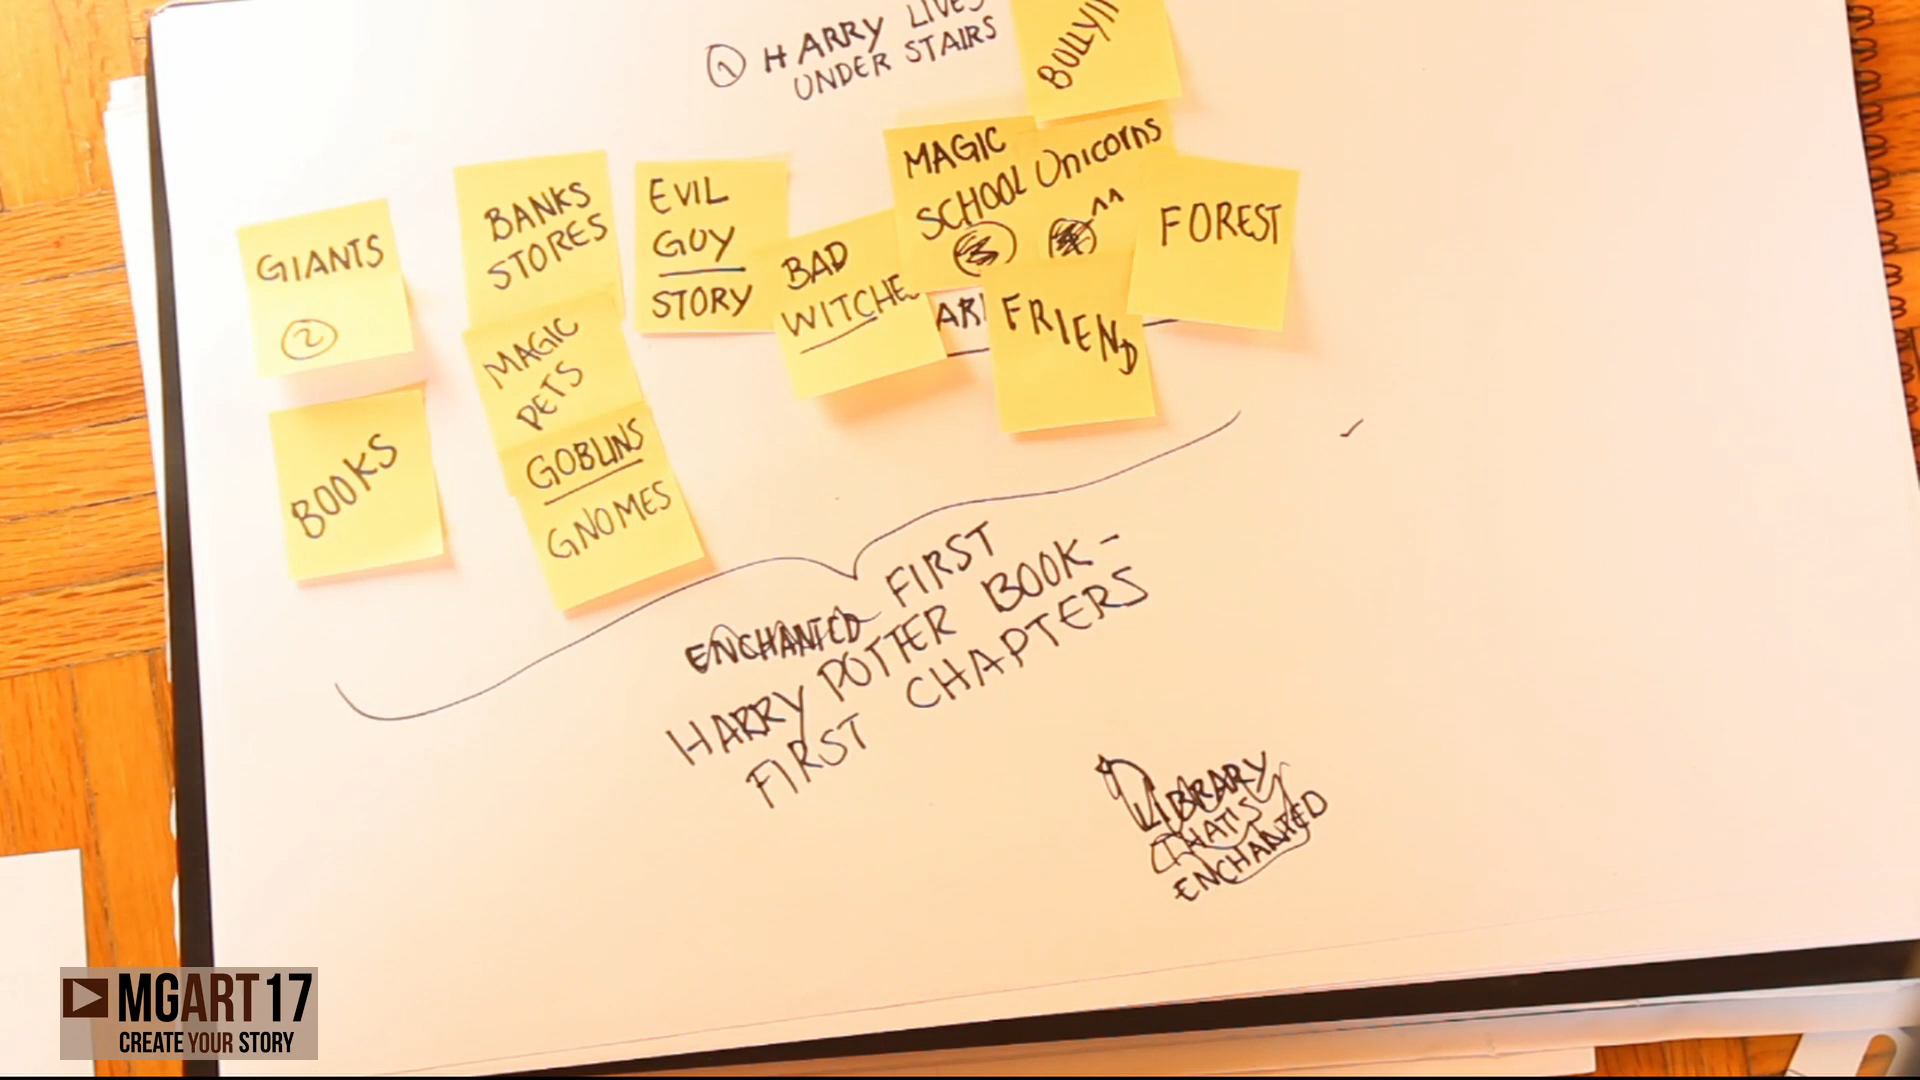 ① HARRY LIVES
UNDER STAIRS
GIANTS
②
BOOKS
BANKS
STORES
MAGIC
PETS
GOBLINS
GNOMES
EVIL
GUY
STORY
BAD
WITCHE
MAGIC
SCHOOL
Unicorns
FOREST
FRIEND
ENCHANTED
FIRST
HARRY POTTER BOOK -
FIRST CHAPTERS
LIBRARY
THAT'S
ENCHANTED
MGART17
CREATE YOUR STORY